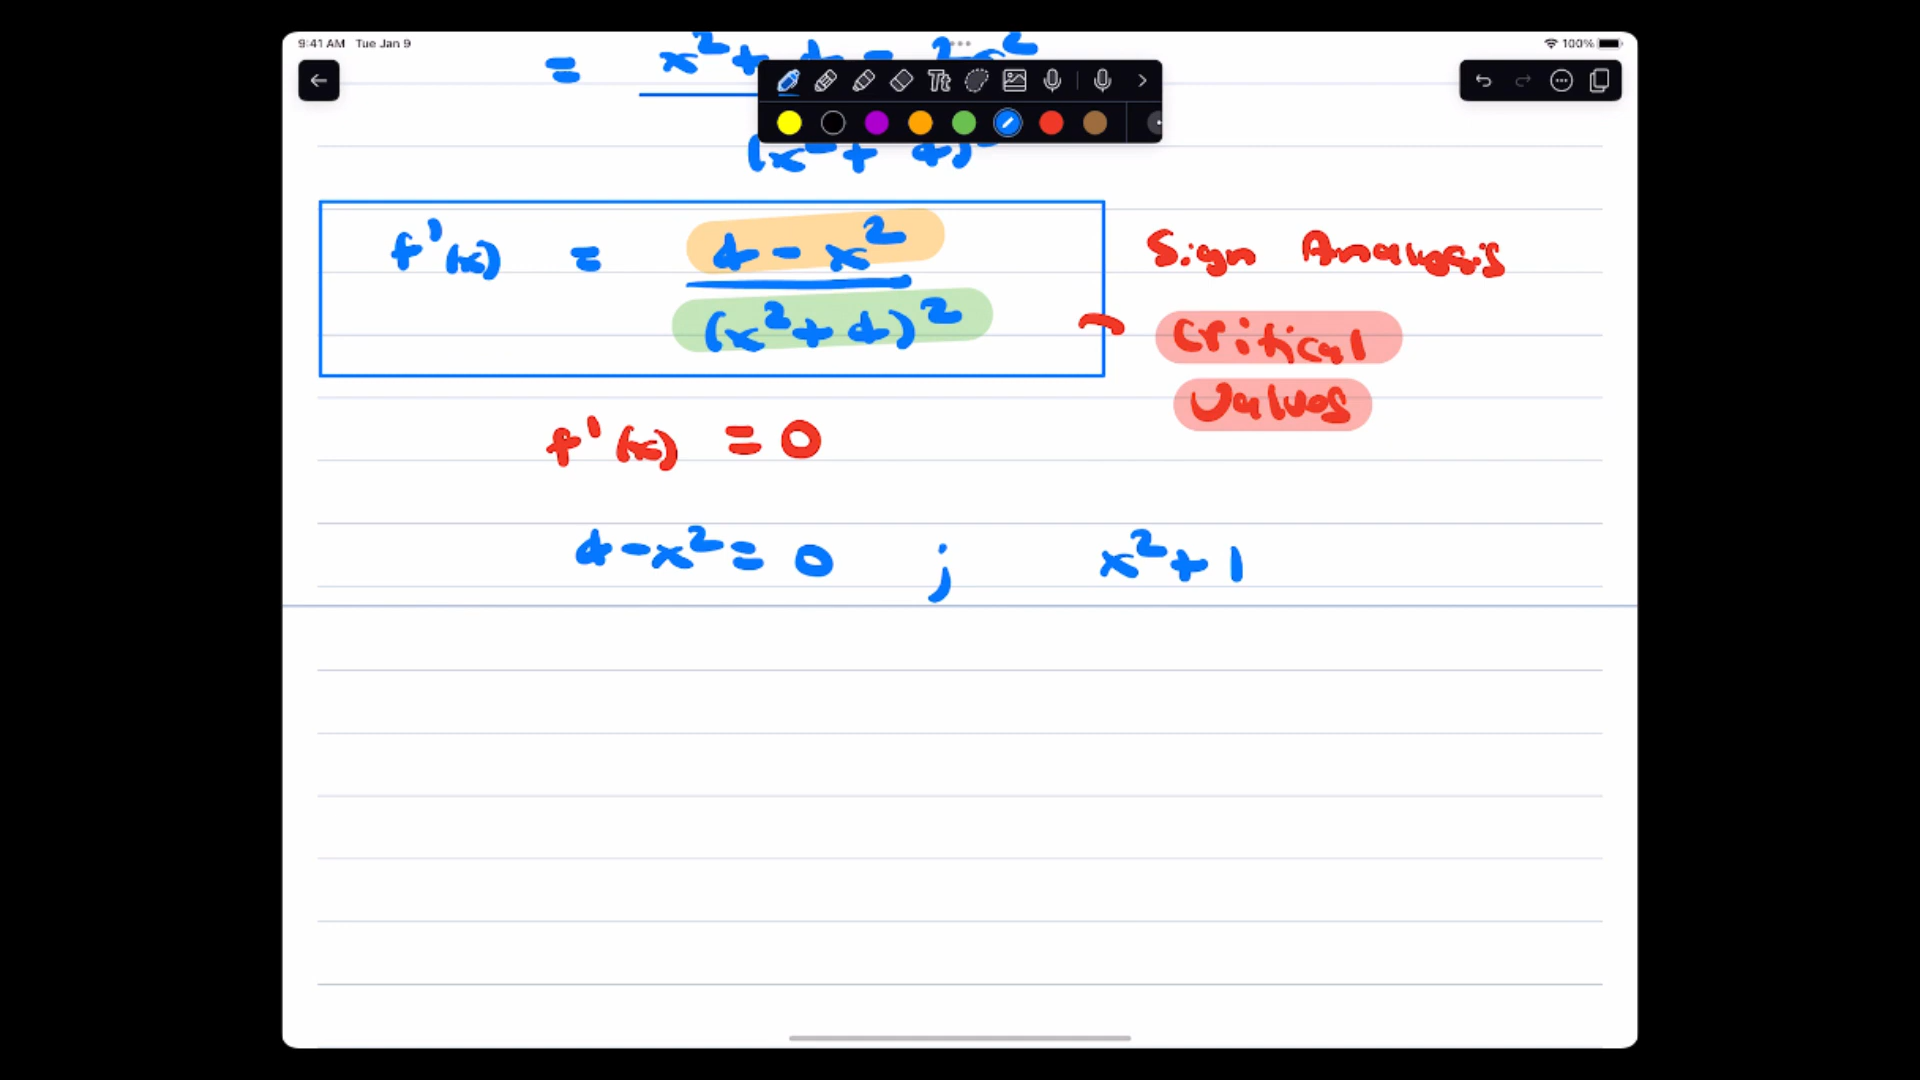 9:41 AM Tue Jan 9
100%
Tt
=
f'(x) = 4 - x² / (x² + 4)²
Sign Analysis
Critical
Values
f'(x) = 0
4 - x² = 0 ; x² + 1